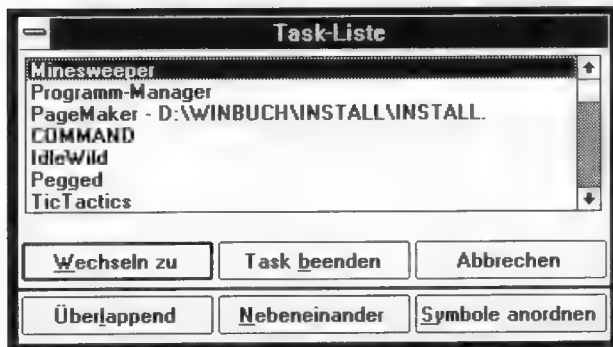 Task-Liste
Minesweeper
Programm-Manager
PageMaker - D:\WINBUCH\INSTALL\INSTALL.
COMMAND
IdleWild
Pegged
TicTactics
Wechseln zu
Task beenden
Abbrechen
Überlappend
Nebeneinander
Symbole anordnen